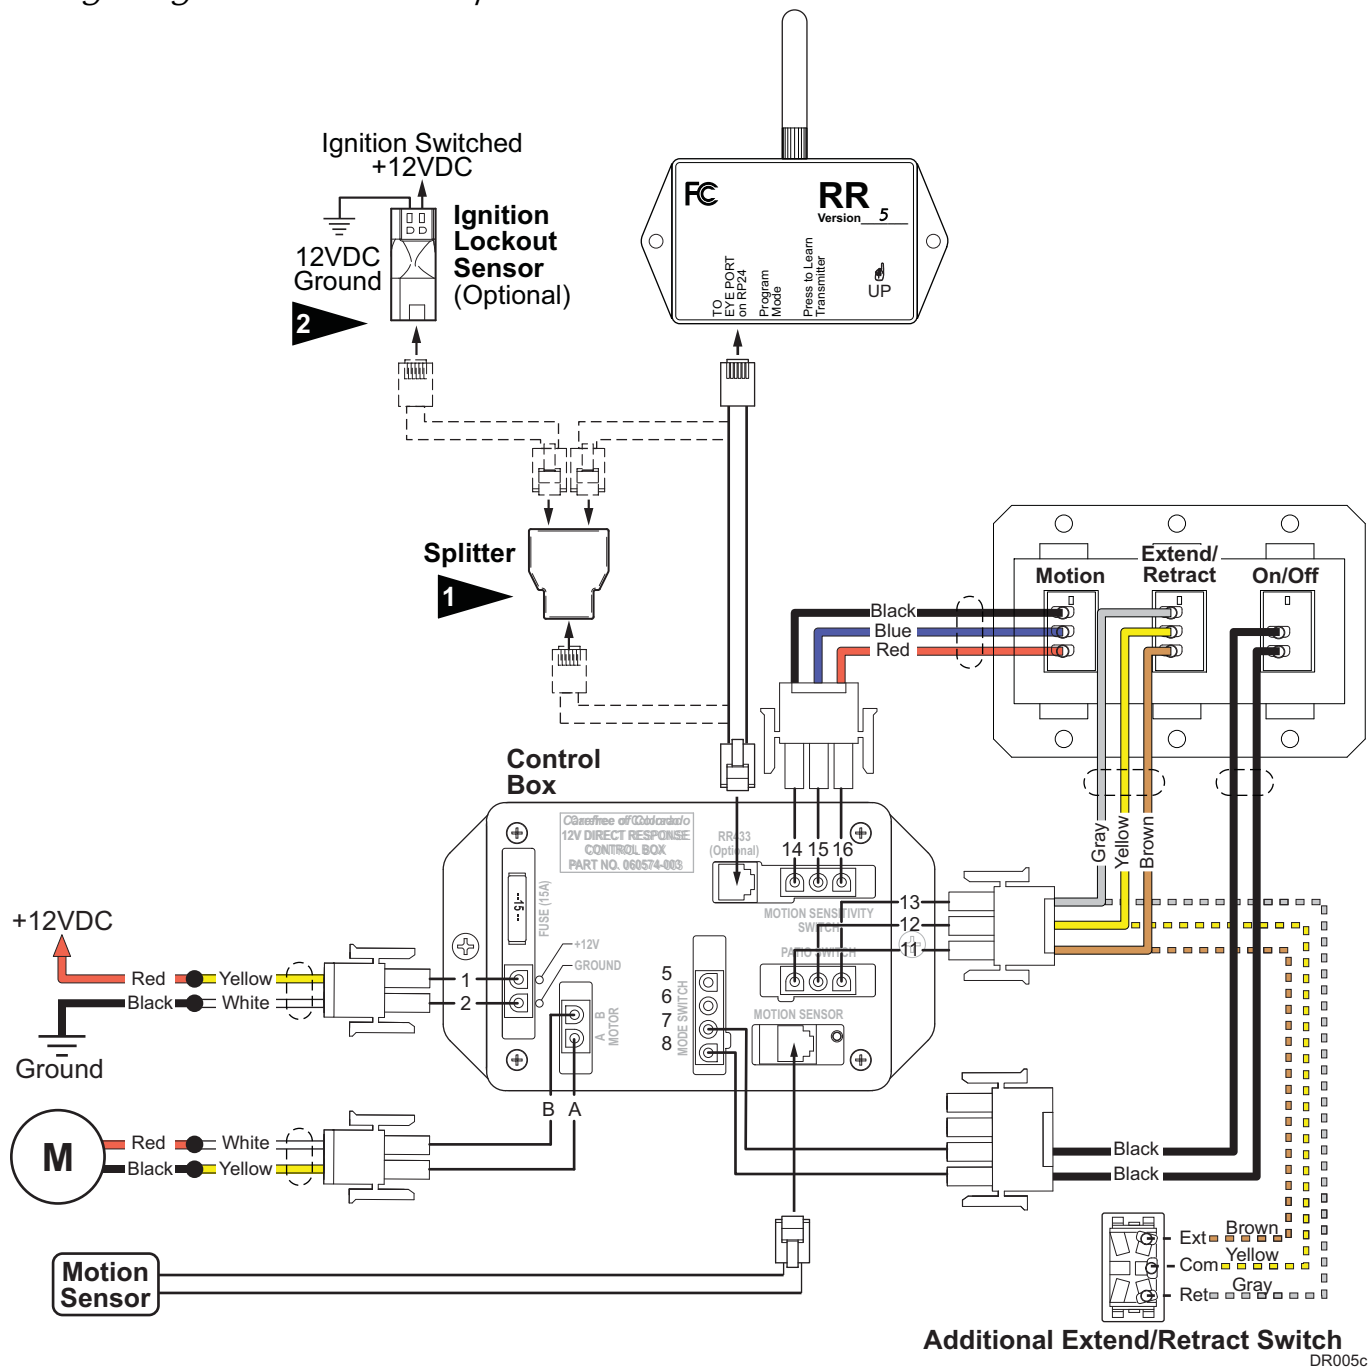 Ignition Switched
+12VDC
12VDC
Ground
Ignition
Lockout
Sensor
(Optional)
2
FC
RR
Version 5
TO
EYE PORT
on RP24
Program
Mode
Press to Learn
Transmitter
UP
Splitter
1
Motion
Extend/
Retract
On/Off
Black
Blue
Red
Control
Box
Carefree of Colorado
12V DIRECT RESPONSE
CONTROL BOX
PART NO. 060574-003
RR433
(Optional)
14 15 16
--15--
FUSE (15A)
MOTION SENSITIVITY
SWITCH
13
12
11
PATIO SWITCH
Gray
Yellow
Brown
+12VDC
Red
Yellow
Black
White
Ground
1
2
+12V
GROUND
B
A
MOTOR
5
6
7
8
MODE SWITCH
MOTION SENSOR
B A
M
Red
White
Black
Yellow
Black
Black
Motion
Sensor
Ext
Brown
Com
Yellow
Ret
Gray
Additional Extend/Retract Switch
DR005c